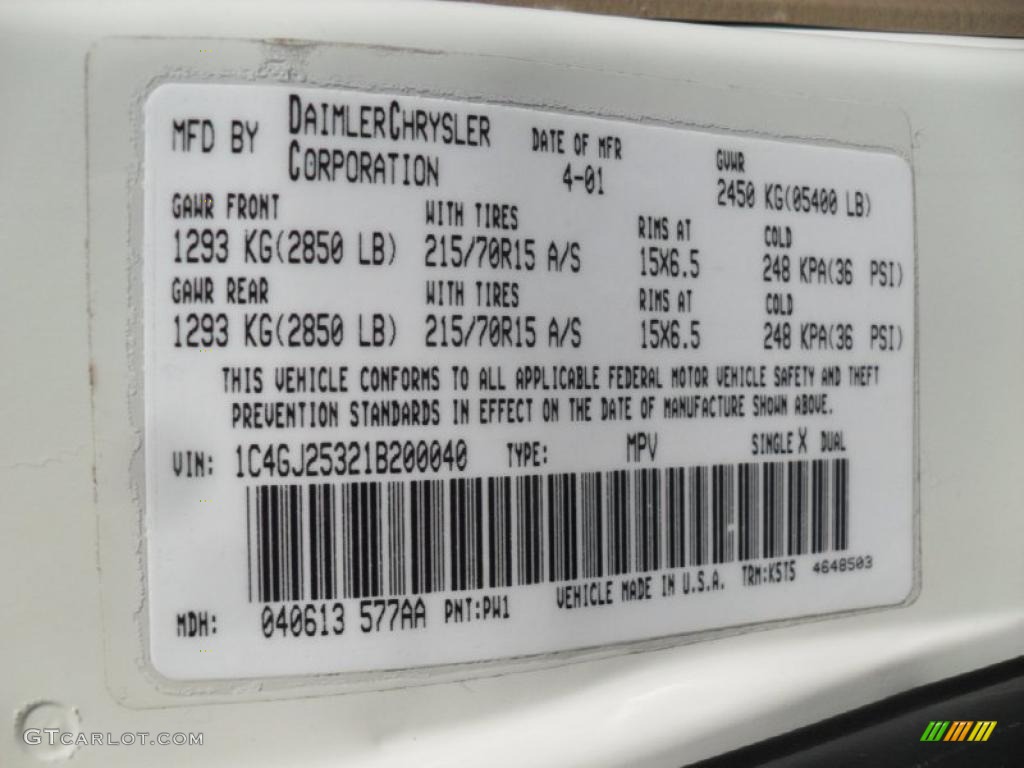 MFD BY DAIMLERCHRYSLER CORPORATION
DATE OF MFR
4-01
GVWR
2450 KG(05400 LB)
GAWR FRONT WITH TIRES RIMS AT COLD
1293 KG(2850 LB) 215/70R15 A/S 15X6.5 248 KPA(36 PSI)
GAWR REAR WITH TIRES RIMS AT COLD
1293 KG(2850 LB) 215/70R15 A/S 15X6.5 248 KPA(36 PSI)
THIS VEHICLE CONFORMS TO ALL APPLICABLE FEDERAL MOTOR VEHICLE SAFETY AND THEFT
PREVENTION STANDARDS IN EFFECT ON THE DATE OF MANUFACTURE SHOWN ABOVE.
VIN: 1C4GJ25321B200040 TYPE: MPV SINGLE X DUAL
MDH: 040613 577AA PNT:PW1 VEHICLE MADE IN U.S.A. TRM:K5T5 4648503
GTCARLOT.COM